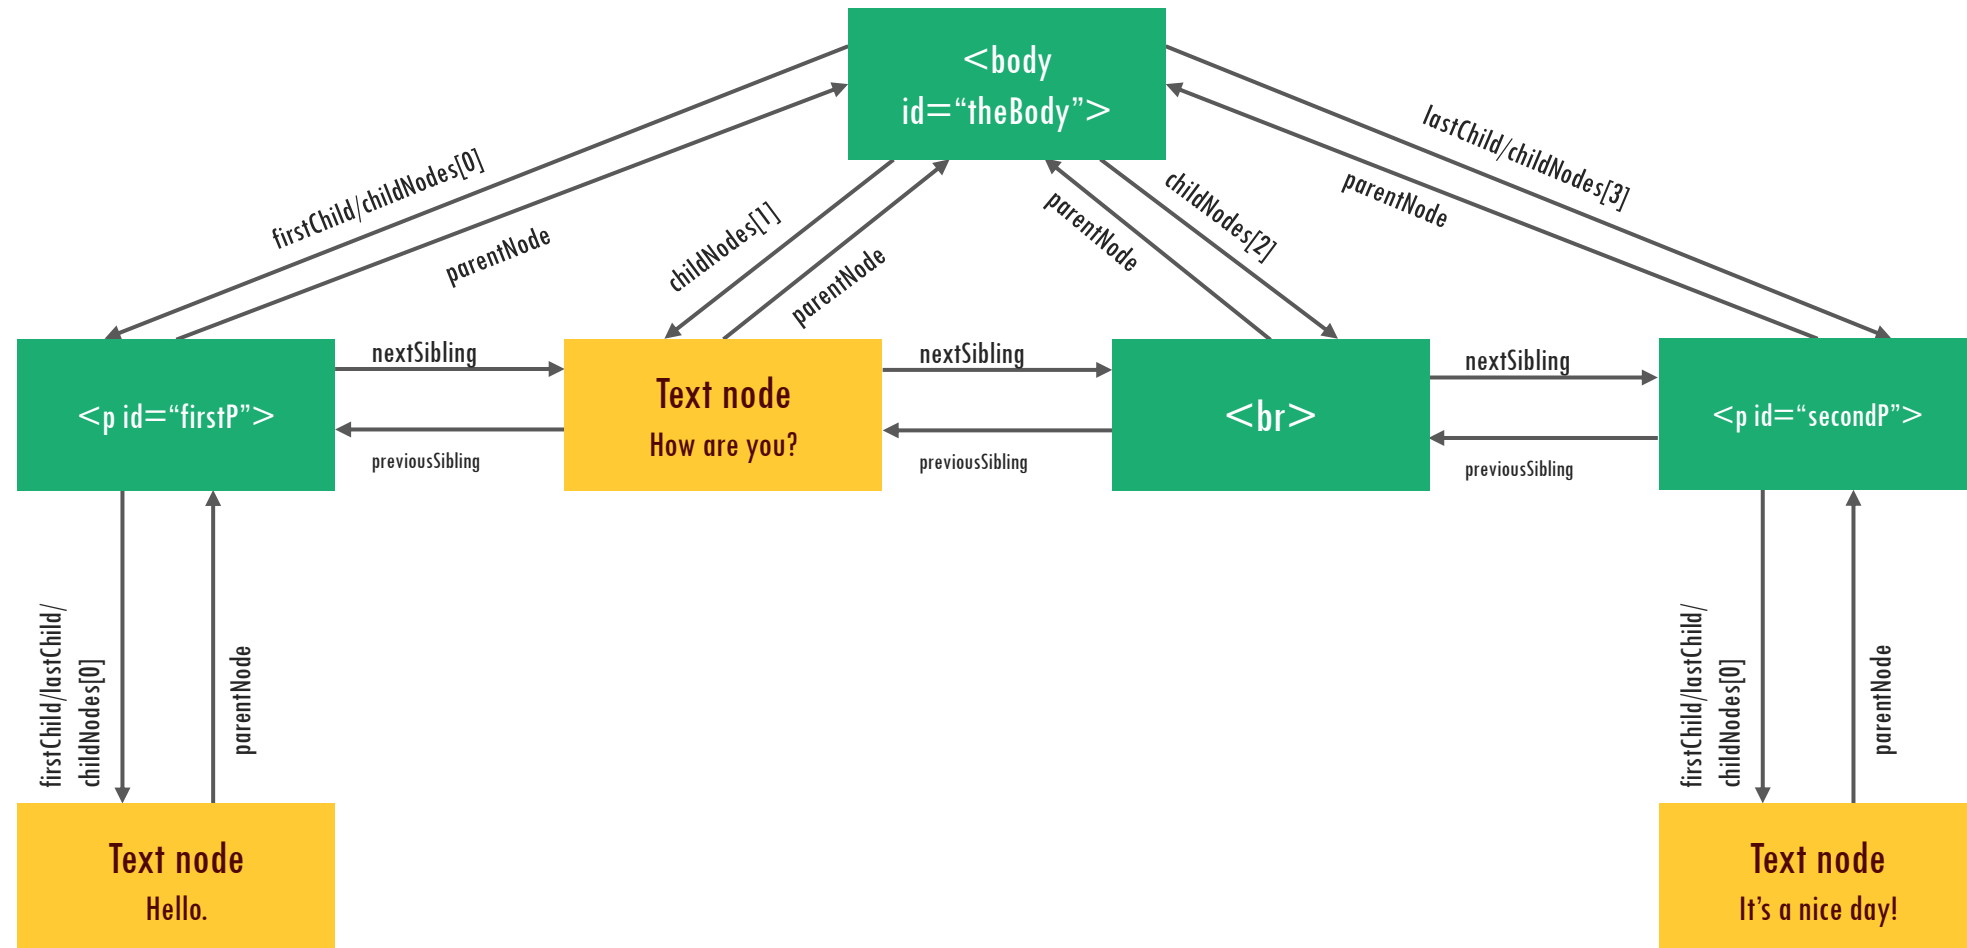 <body
id=“theBody”>
firstChild/childNodes[0]
parentNode
childNodes[1]
parentNode
parentNode
childNodes[2]
parentNode
lastChild/childNodes[3]
<p id=“firstP”>
nextSibling
previousSibling
Text node
How are you?
nextSibling
previousSibling
<br>
nextSibling
previousSibling
<p id=“secondP”>
firstChild/lastChild/
childNodes[0]
parentNode
firstChild/lastChild/
childNodes[0]
parentNode
Text node
Hello.
Text node
It’s a nice day!